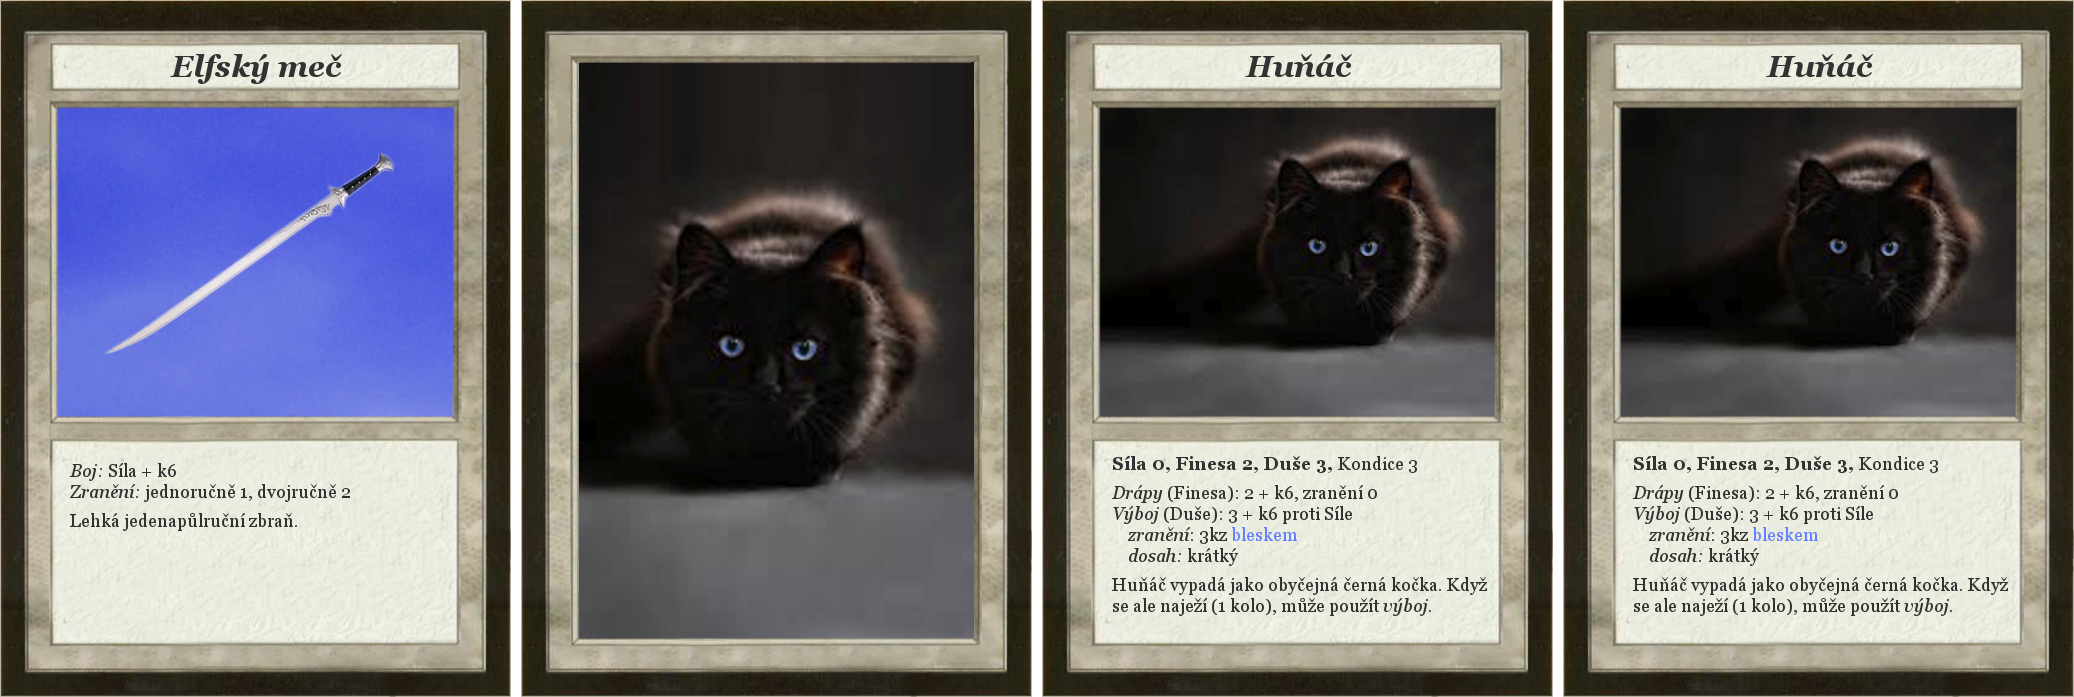 Elfský meč
Boj: Síla + k6
Zranění: jednoručně 1, dvojručně 2
Lehká jedenapůlruční zbraň.
Huňáč
Síla 0, Finesa 2, Duše 3, Kondice 3
Drápy (Finesa): 2 + k6, zranění 0
Výboj (Duše): 3 + k6 proti Síle
zranění: 3kz bleskem
dosah: krátký
Huňáč vypadá jako obyčejná černá kočka. Když
se ale naježí (1 kolo), může použít výboj.
Huňáč
Síla 0, Finesa 2, Duše 3, Kondice 3
Drápy (Finesa): 2 + k6, zranění 0
Výboj (Duše): 3 + k6 proti Síle
zranění: 3kz bleskem
dosah: krátký
Huňáč vypadá jako obyčejná černá kočka. Když
se ale naježí (1 kolo), může použít výboj.